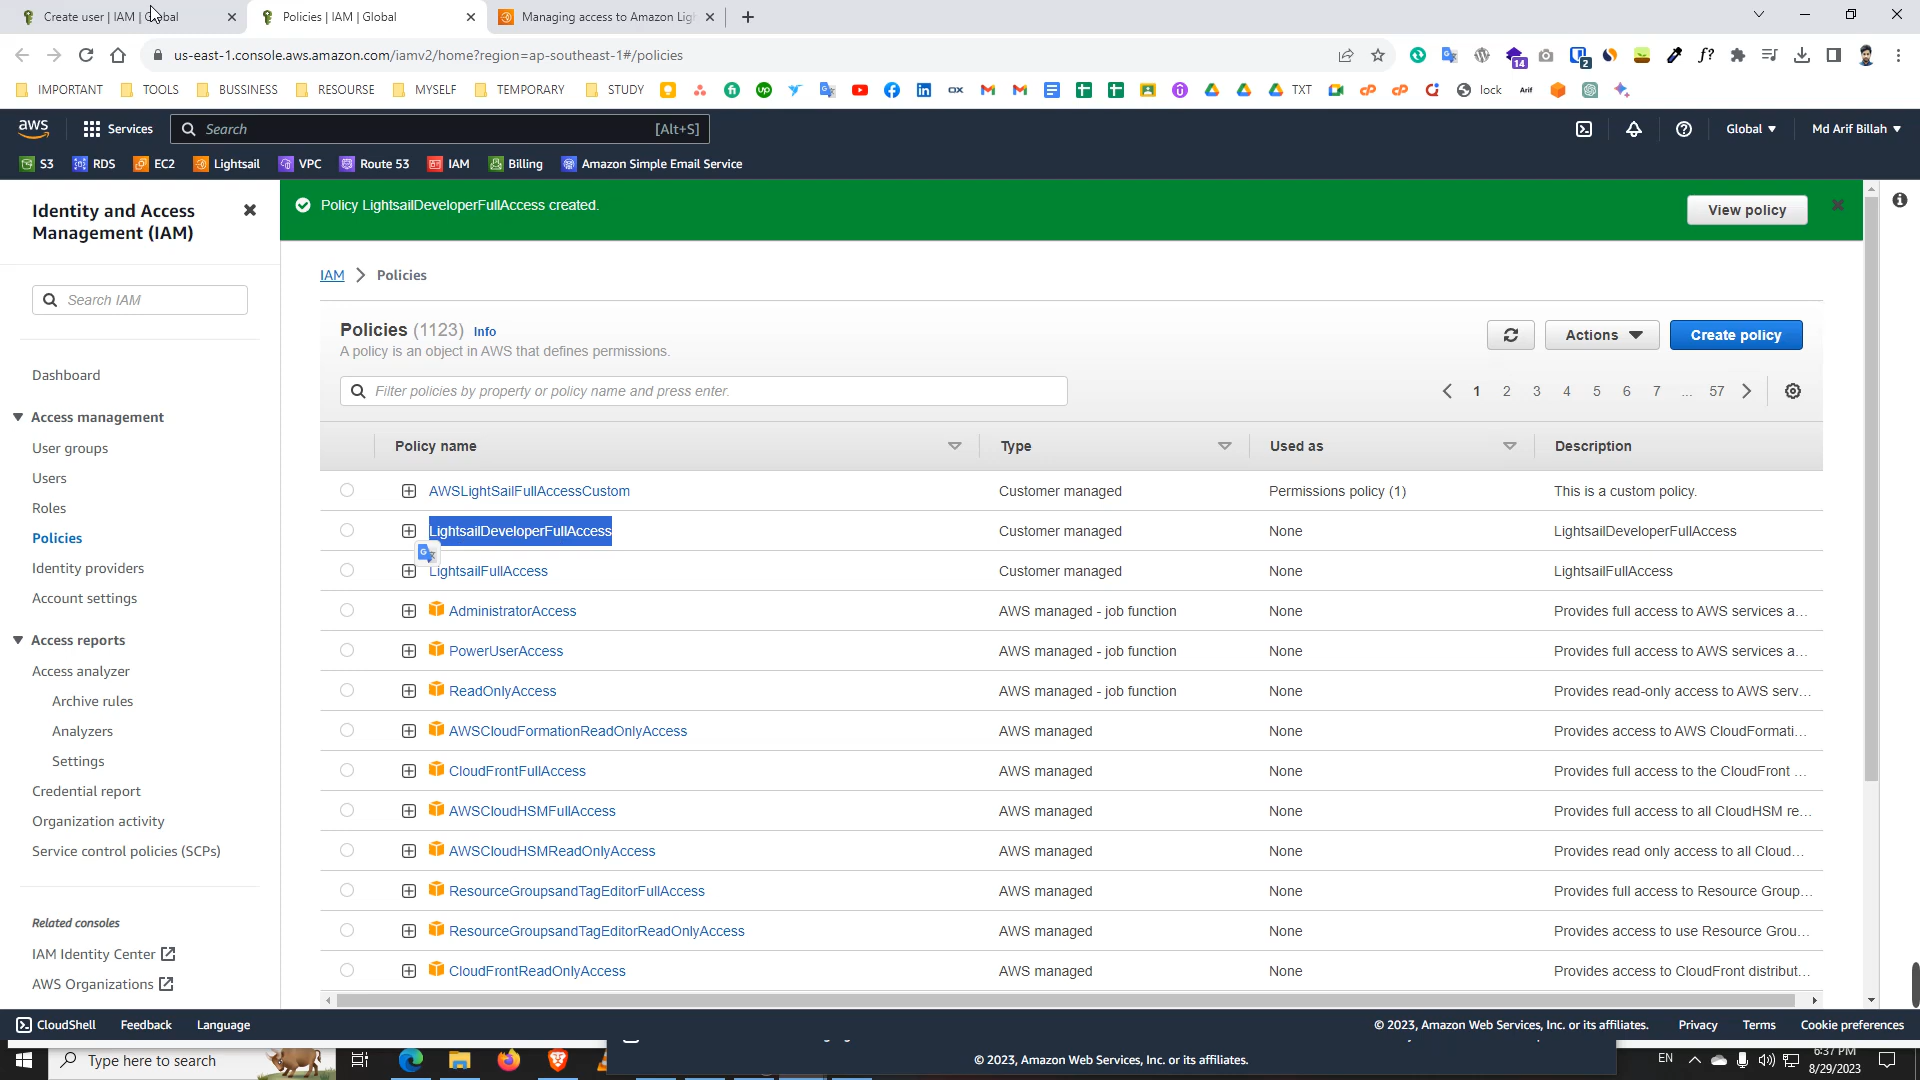 Create user | IAM | Global
Policies | IAM | Global
Managing access to Amazon Lig
us-east-1.console.aws.amazon.com/iamv2/home?region=ap-southeast-1#/policies
14
2
f?
IMPORTANT
TOOLS
BUSSINESS
RESOURSE
MYSELF
TEMPORARY
STUDY
up
TXT
lock
Arif
aws
Services
Search
[Alt+S]
Global
Md Arif Billah
S3
RDS
EC2
Lightsail
VPC
Route 53
IAM
Billing
Amazon Simple Email Service
Identity and Access
Management (IAM)
Search IAM
Dashboard
Access management
User groups
Users
Roles
Policies
Identity providers
Account settings
Access reports
Access analyzer
Archive rules
Analyzers
Settings
Credential report
Organization activity
Service control policies (SCPs)
Related consoles
IAM Identity Center
AWS Organizations
Policy LightsailDeveloperFullAccess created.
View policy
IAM > Policies
Policies (1123) Info
A policy is an object in AWS that defines permissions.
Actions
Create policy
Filter policies by property or policy name and press enter.
1 2 3 4 5 6 7 ... 57
Policy name Type Used as Description
AWSLightSailFullAccessCustom Customer managed Permissions policy (1) This is a custom policy.
LightsailDeveloperFullAccess Customer managed None LightsailDeveloperFullAccess
LightsailFullAccess Customer managed None LightsailFullAccess
AdministratorAccess AWS managed - job function None Provides full access to AWS services a...
PowerUserAccess AWS managed - job function None Provides full access to AWS services a...
ReadOnlyAccess AWS managed - job function None Provides read-only access to AWS serv...
AWSCloudFormationReadOnlyAccess AWS managed None Provides access to AWS CloudFormati...
CloudFrontFullAccess AWS managed None Provides full access to the CloudFront ...
AWSCloudHSMFullAccess AWS managed None Provides full access to all CloudHSM re...
AWSCloudHSMReadOnlyAccess AWS managed None Provides read only access to all Cloud...
ResourceGroupsandTagEditorFullAccess AWS managed None Provides full access to Resource Group...
ResourceGroupsandTagEditorReadOnlyAccess AWS managed None Provides access to use Resource Grou...
CloudFrontReadOnlyAccess AWS managed None Provides access to CloudFront distribut...
CloudShell
Feedback
Language
© 2023, Amazon Web Services, Inc. or its affiliates.
Privacy
Terms
Cookie preferences
Type here to search
© 2023, Amazon Web Services, Inc. or its affiliates.
EN
6:37 PM
8/29/2023